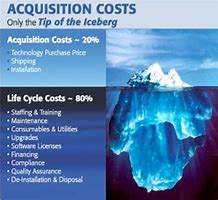 ACQUISITION COSTS
Only the Tip of the Iceberg
Acquisition Costs ~ 20%
• Technology Purchase Price
• Shipping
• Installation
Life Cycle Costs ~ 80%
• Staffing & Training
• Maintenance
• Consumables & Utilities
• Upgrades
• Software Licenses
• Financing
• Compliance
• Quality Assurance
• De-Installation & Disposal